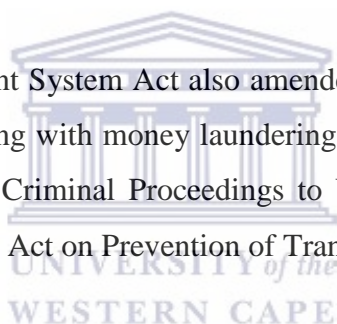 nt System Act also amende
ng with money laundering
Criminal Proceedings to
Act on Prevention of Tran
UNIVERSITY of the
WESTERN CAPE